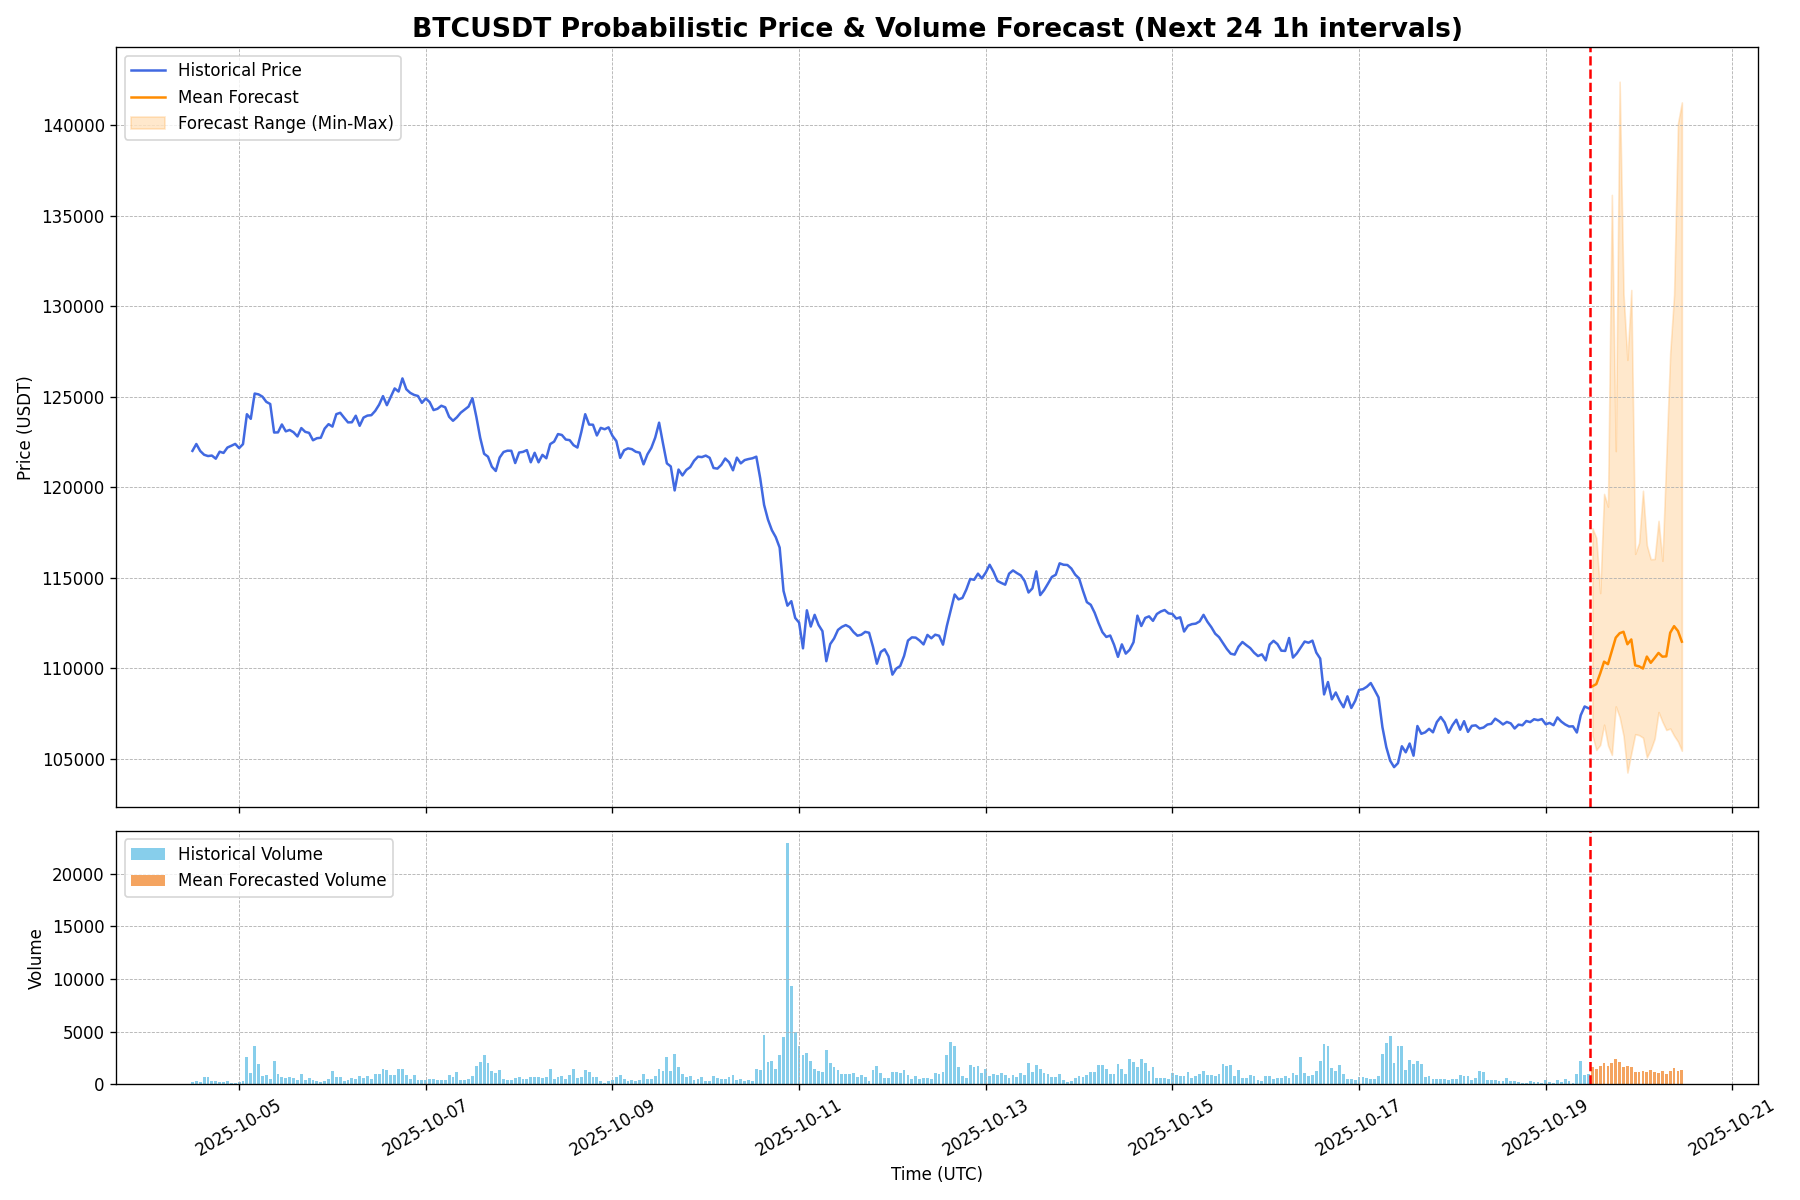 BTCUSDT Probabilistic Price & Volume Forecast (Next 24 1h intervals)
Historical Price
Mean Forecast
Forecast Range (Min-Max)
Price (USDT)
140000
135000
130000
125000
120000
115000
110000
105000
Historical Volume
Mean Forecasted Volume
Volume
20000
15000
10000
5000
0
2025-10-05
2025-10-07
2025-10-09
2025-10-11
2025-10-13
2025-10-15
2025-10-17
2025-10-19
2025-10-21
Time (UTC)